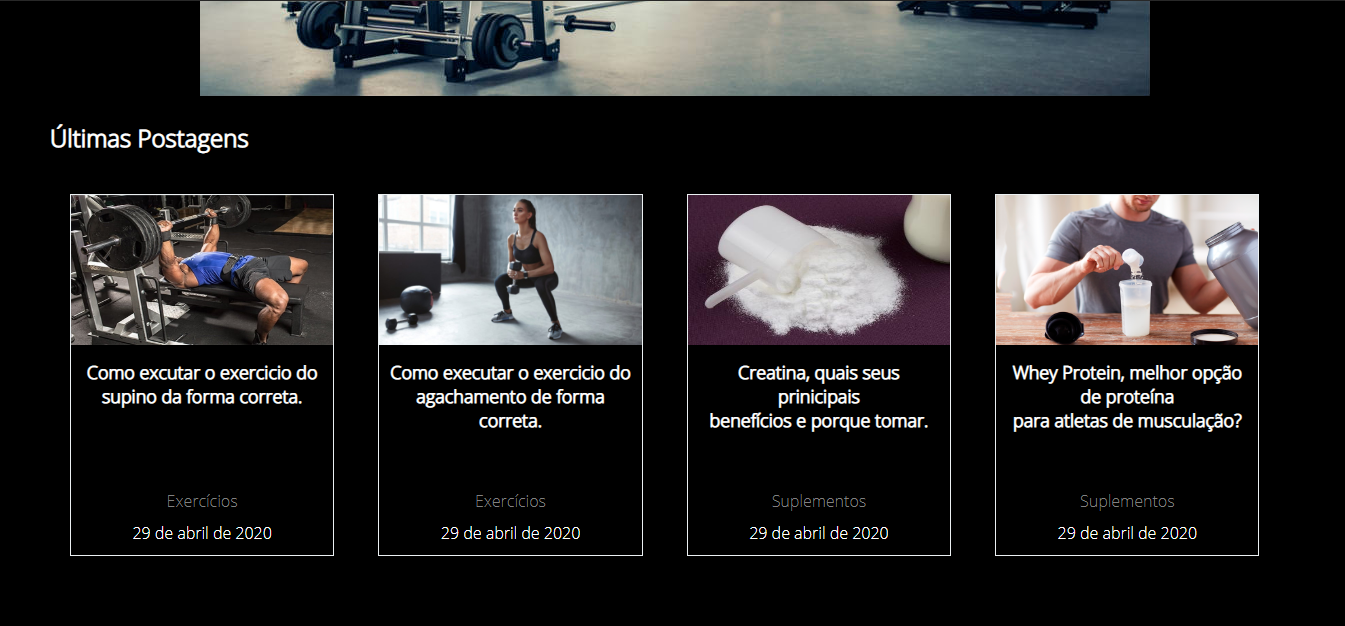 Últimas Postagens
Como excutar o exercicio do
supino da forma correta.
Exercícios
29 de abril de 2020
Como executar o exercicio do
agachamento de forma
correta.
Exercícios
29 de abril de 2020
Creatina, quais seus
prinicipais
benefícios e porque tomar.
Suplementos
29 de abril de 2020
Whey Protein, melhor opção
de proteína
para atletas de musculação?
Suplementos
29 de abril de 2020